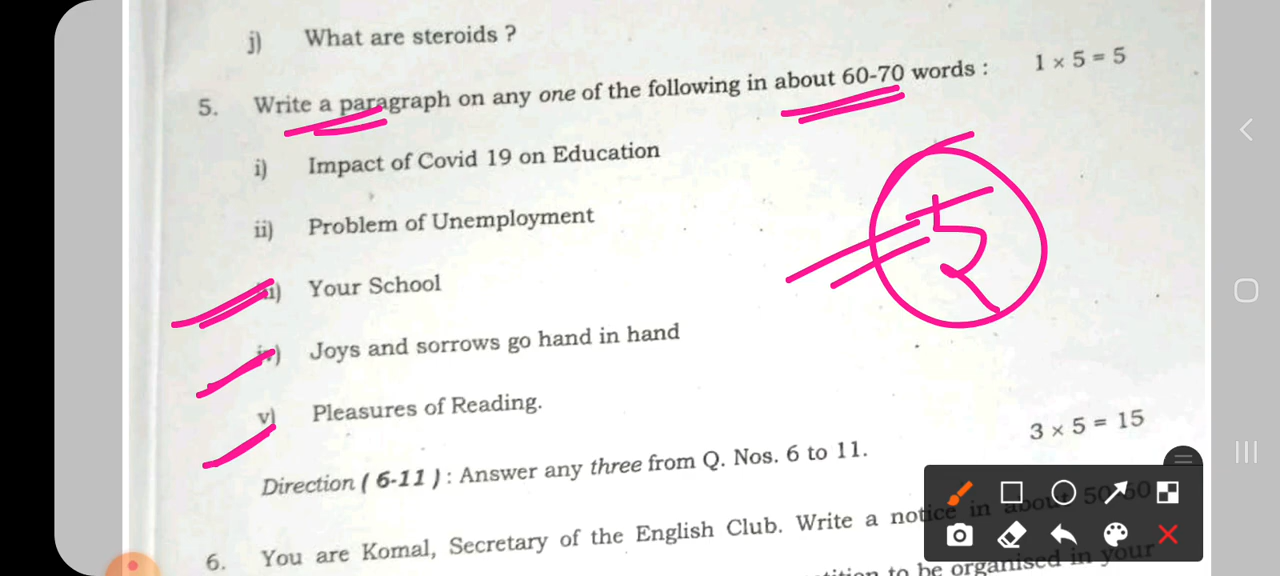 j) What are steroids ?
5. Write a paragraph on any one of the following in about 60-70 words : 1 × 5 = 5
i) Impact of Covid 19 on Education
ii) Problem of Unemployment
Your School
Joys and sorrows go hand in hand
v) Pleasures of Reading.
3 × 5 = 15
Direction ( 6-11 ) : Answer any three from Q. Nos. 6 to 11.
6. You are Komal, Secretary of the English Club. Write a notice in about
to be organised in your